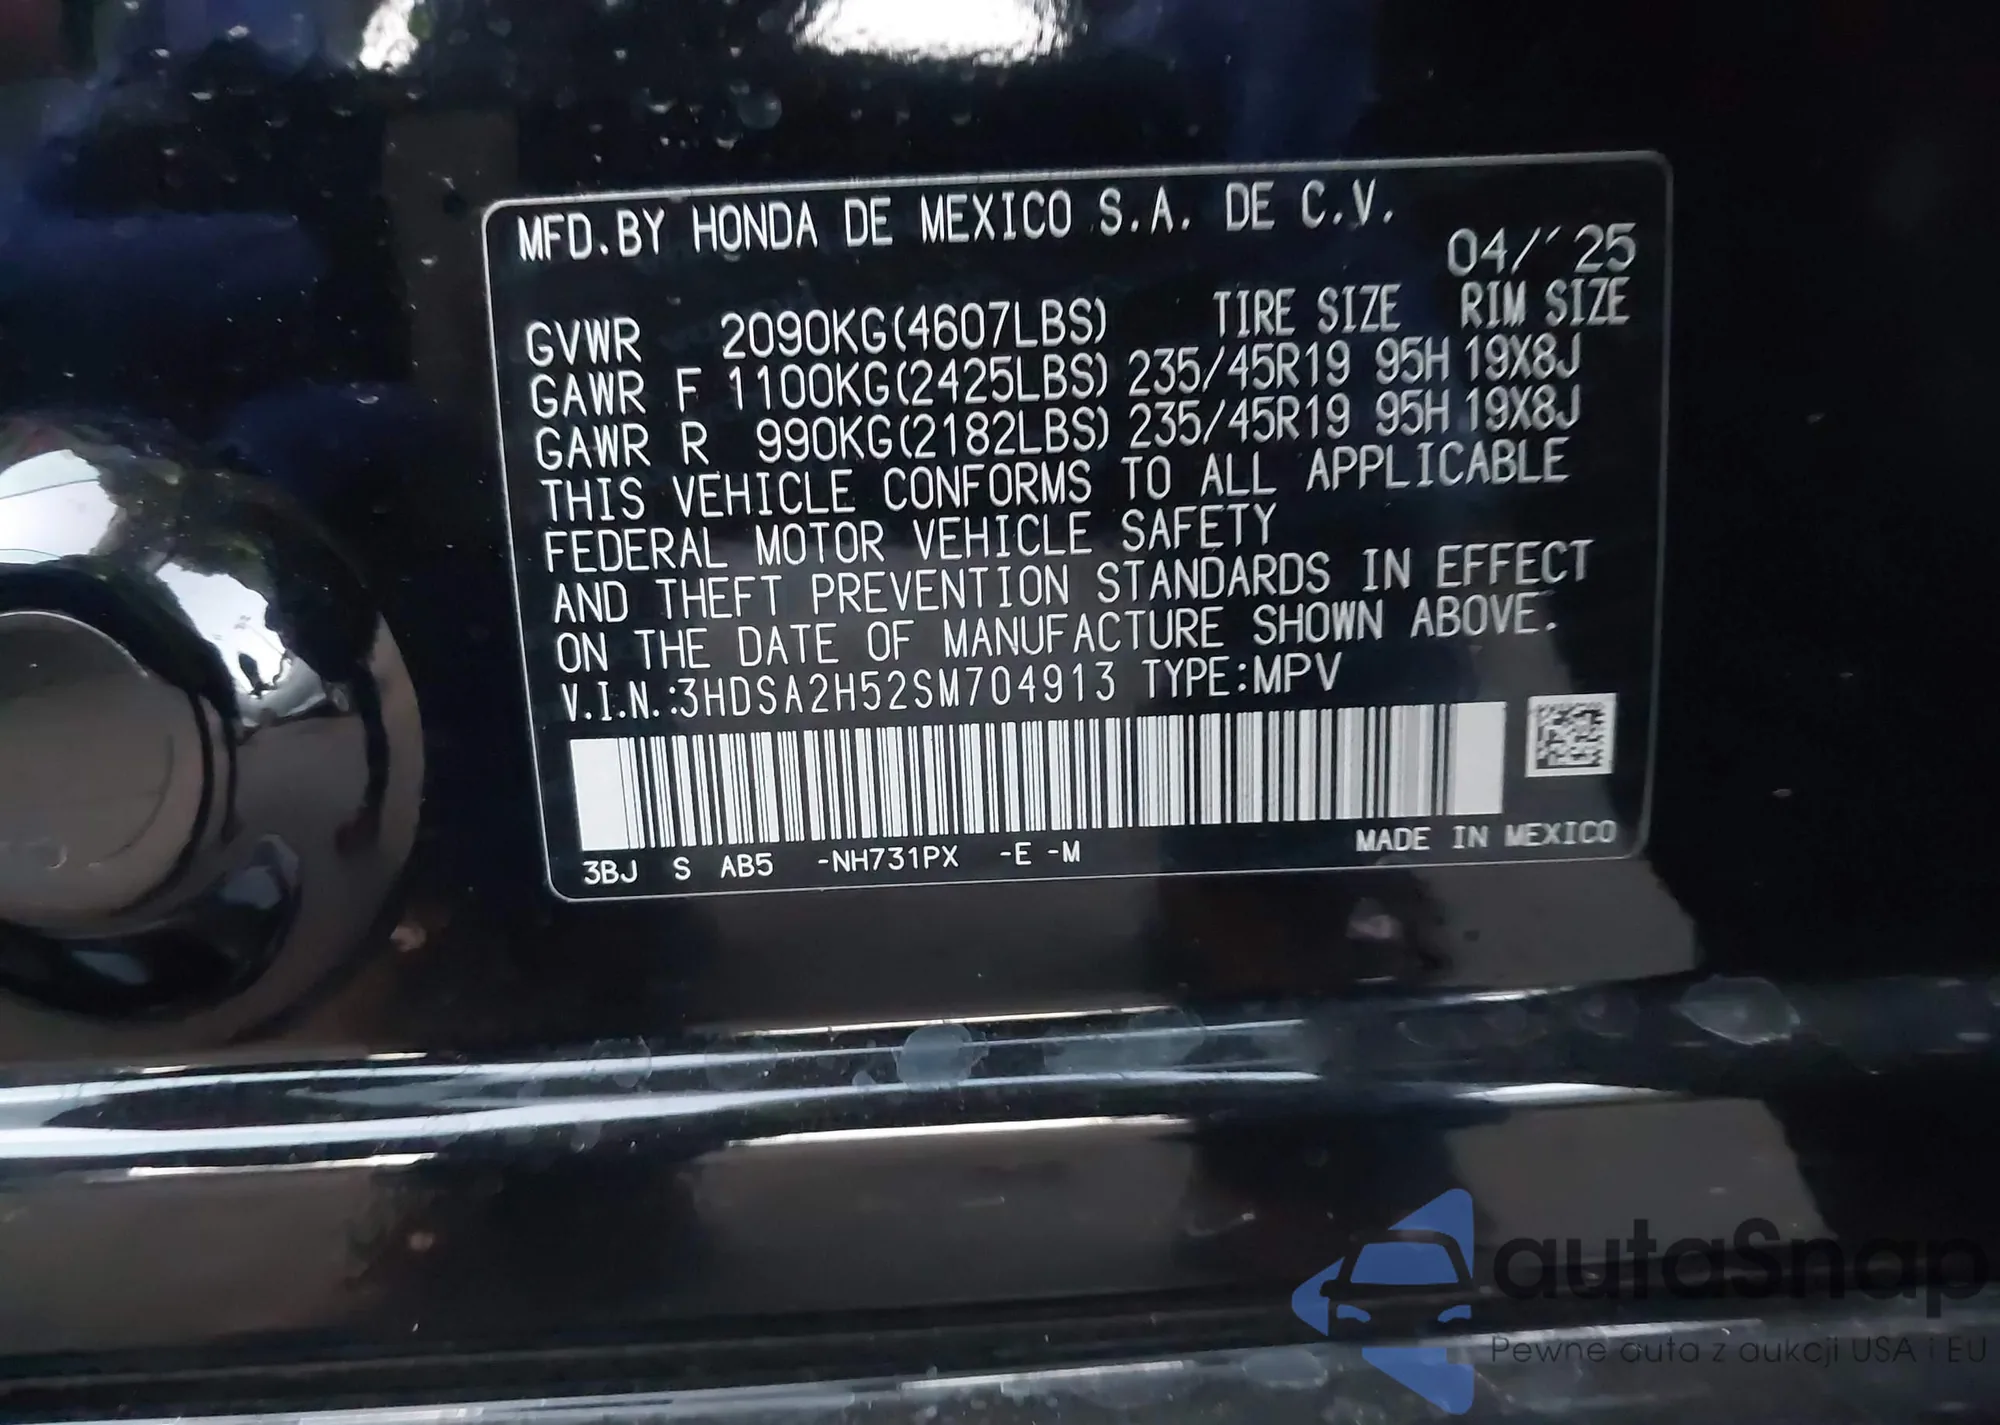 MFD.BY HONDA DE MEXICO S.A. DE C.V.
04/´25
GVWR 2090KG(4607LBS) TIRE SIZE RIM SIZE
GAWR F 1100KG(2425LBS) 235/45R19 95H 19X8J
GAWR R 990KG(2182LBS) 235/45R19 95H 19X8J
THIS VEHICLE CONFORMS TO ALL APPLICABLE
FEDERAL MOTOR VEHICLE SAFETY
AND THEFT PREVENTION STANDARDS IN EFFECT
ON THE DATE OF MANUFACTURE SHOWN ABOVE.
V.I.N.:3HDSA2H52SM704913 TYPE:MPV
3BJ S AB5 -NH731PX -E -M MADE IN MEXICO
autaSnap
Pewne auta z aukcji USA i EU